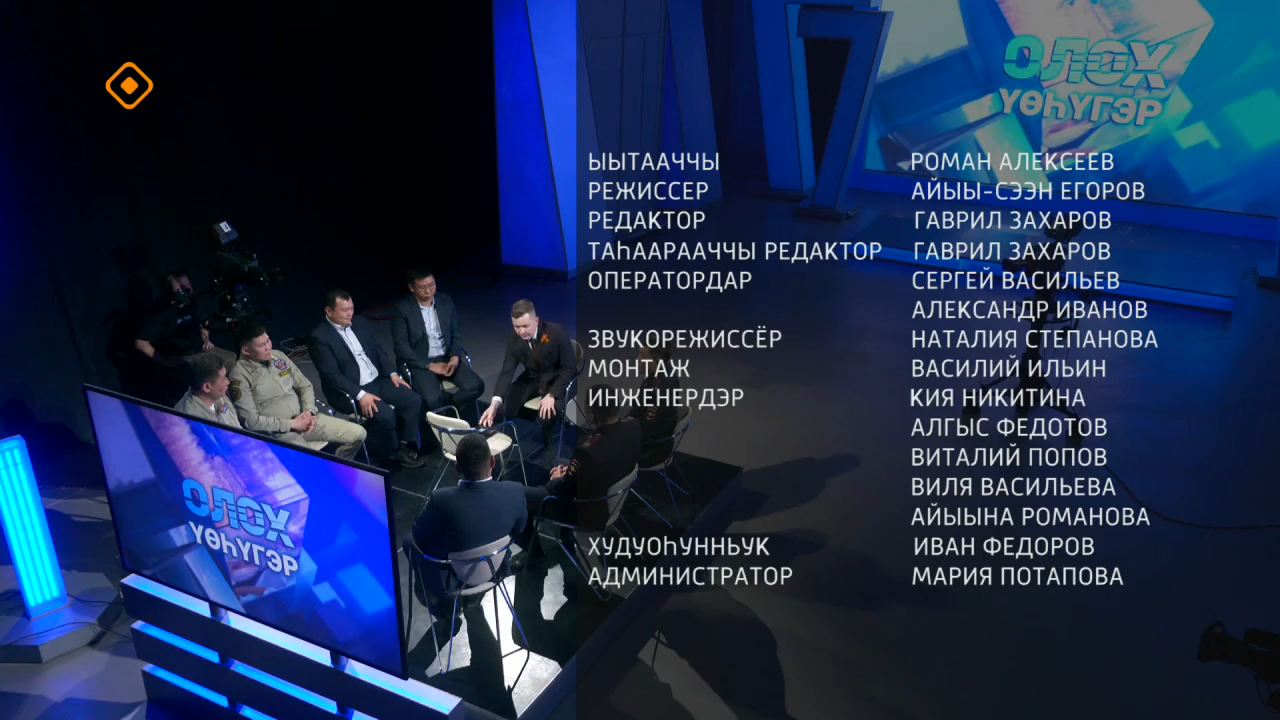 ОЛОХ
ҮӨҺҮГЭР
ЫЫТААЧЧЫ РОМАН АЛЕКСЕЕВ
РЕЖИССЕР АЙЫЫ-СЭЭН ЕГОРОВ
РЕДАКТОР ГАВРИЛ ЗАХАРОВ
ТАҺААРААЧЧЫ РЕДАКТОР ГАВРИЛ ЗАХАРОВ
ОПЕРАТОРДАР СЕРГЕЙ ВАСИЛЬЕВ
АЛЕКСАНДР ИВАНОВ
ЗВУКОРЕЖИССЁР НАТАЛИЯ СТЕПАНОВА
МОНТАЖ ВАСИЛИЙ ИЛЬИН
ИНЖЕНЕРДЭР КИЯ НИКИТИНА
АЛГЫС ФЕДОТОВ
ВИТАЛИЙ ПОПОВ
ВИЛЯ ВАСИЛЬЕВА
АЙЫЫНА РОМАНОВА
ХУДУОҺУННЬУК ИВАН ФЕДОРОВ
АДМИНИСТРАТОР МАРИЯ ПОТАПОВА
ОЛОХ
ҮӨҺҮГЭР